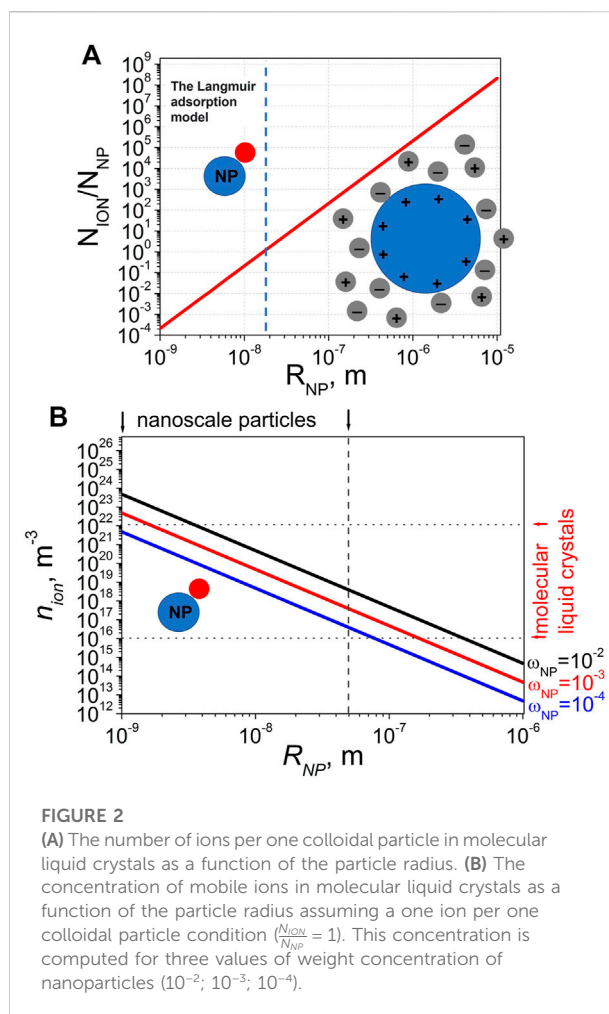 A
The Langmuir
adsorption
model
NP
N_ION/N_NP
10⁹
10⁸
10⁷
10⁶
10⁵
10⁴
10³
10²
10¹
10⁰
10⁻¹
10⁻²
10⁻³
10⁻⁴
10⁻⁹ 10⁻⁸ 10⁻⁷ 10⁻⁶ 10⁻⁵
R_NP, m
B
nanoscale particles
n_ion, m⁻³
10²⁶
10²⁵
10²⁴
10²³
10²²
10²¹
10²⁰
10¹⁹
10¹⁸
10¹⁷
10¹⁶
10¹⁵
10¹⁴
10¹³
10¹²
NP
molecular
liquid crystals
ω_NP=10⁻²
ω_NP=10⁻³
ω_NP=10⁻⁴
10⁻⁹ 10⁻⁸ 10⁻⁷ 10⁻⁶
R_NP, m
FIGURE 2
(A) The number of ions per one colloidal particle in molecular
liquid crystals as a function of the particle radius. (B) The
concentration of mobile ions in molecular liquid crystals as a
function of the particle radius assuming a one ion per one
colloidal particle condition (N_ION/N_NP = 1). This concentration is
computed for three values of weight concentration of
nanoparticles (10⁻²; 10⁻³; 10⁻⁴).